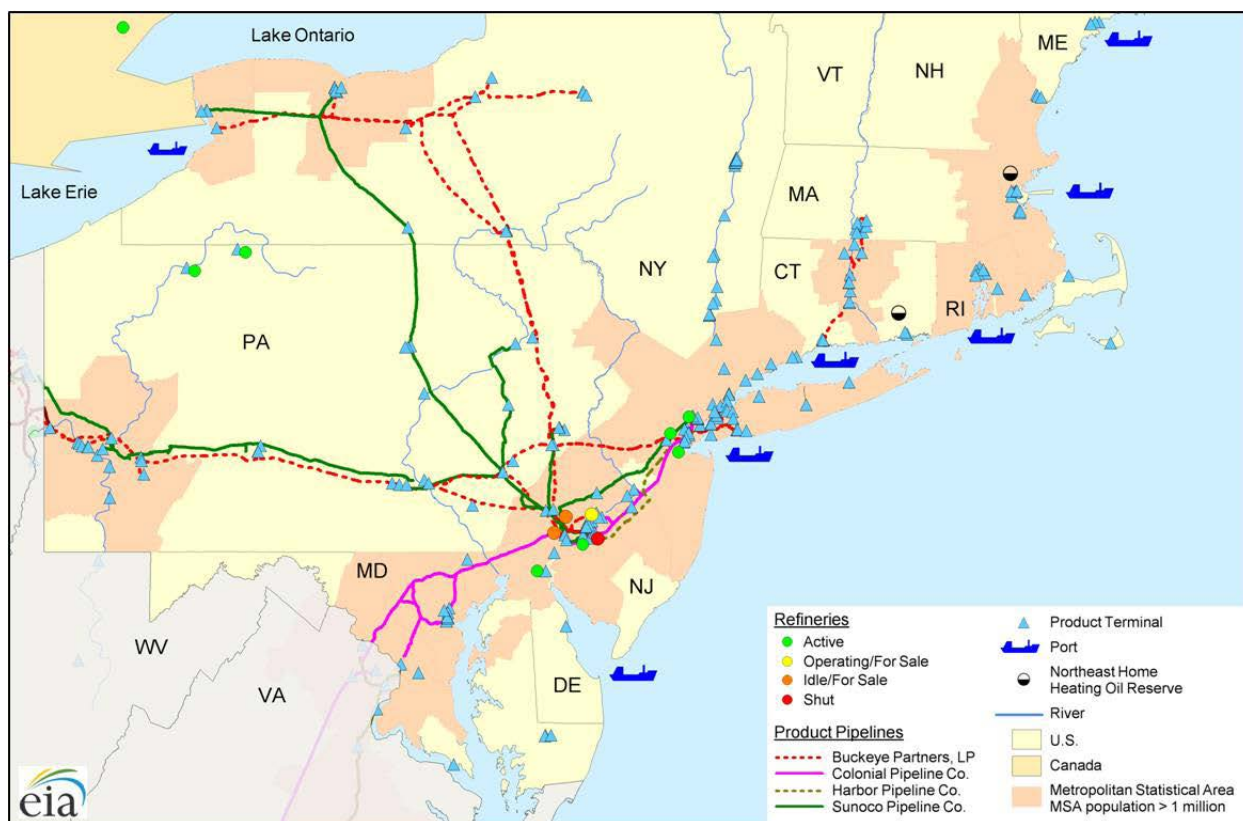 Lake Ontario
ME
VT
NH
Lake Erie
MA
NY
CT
RI
PA
MD
NJ
WV
VA
DE
eia
Refineries
Active
Operating/For Sale
Idle/For Sale
Shut
Product Pipelines
Buckeye Partners, LP
Colonial Pipeline Co.
Harbor Pipeline Co.
Sunoco Pipeline Co.
Product Terminal
Port
Northeast Home
Heating Oil Reserve
River
U.S.
Canada
Metropolitan Statistical Area
MSA population > 1 million